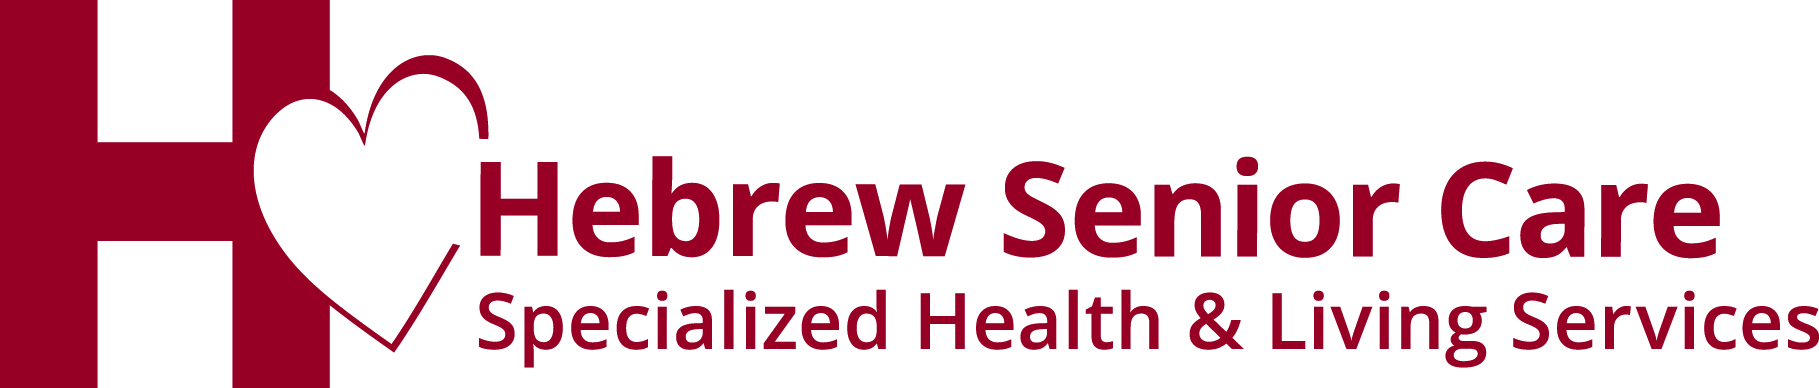 H
Hebrew Senior Care
Specialized Health & Living Services